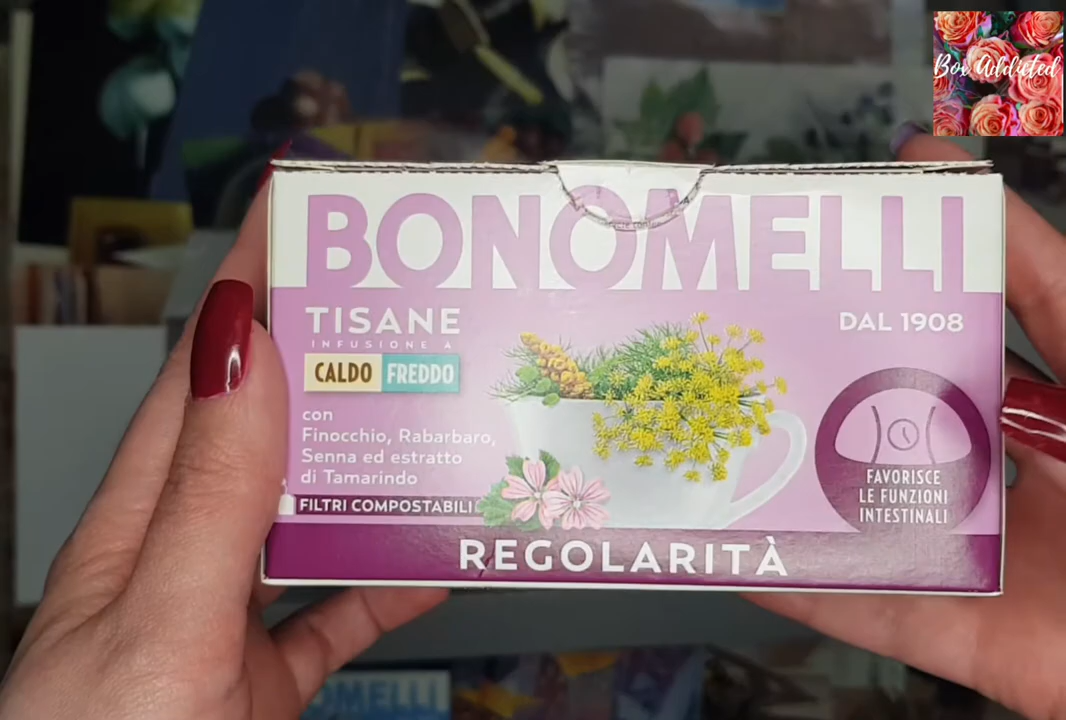 Box Addicted
BONOMELLI
TISANE
INFUSIONE A
CALDO FREDDO
DAL 1908
con
Finocchio, Rabarbaro,
Senna ed estratto
di Tamarindo
FILTRI COMPOSTABILI
FAVORISCE
LE FUNZIONI
INTESTINALI
REGOLARITÀ
OMELLI